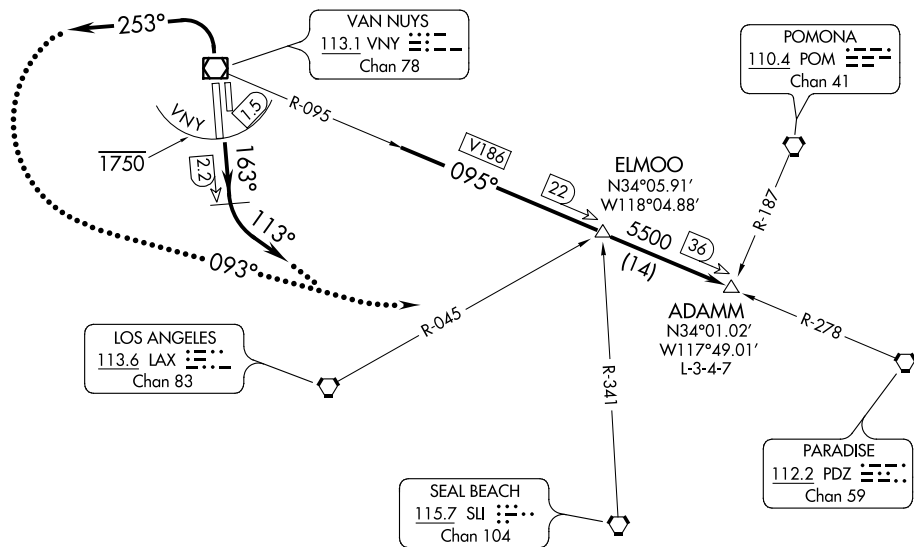 253°
VAN NUYS
113.1 VNY
Chan 78
POMONA
110.4 POM
Chan 41
R-095
1.5
VNY
1750
2.2
163°
113°
093°
V186
095°
22
ELMOO
N34°05.91'
W118°04.88'
R-187
5500
(14)
36
ADAMM
N34°01.02'
W117°49.01'
L-3-4-7
R-045
R-278
R-341
LOS ANGELES
113.6 LAX
Chan 83
SEAL BEACH
115.7 SLI
Chan 104
PARADISE
112.2 PDZ
Chan 59